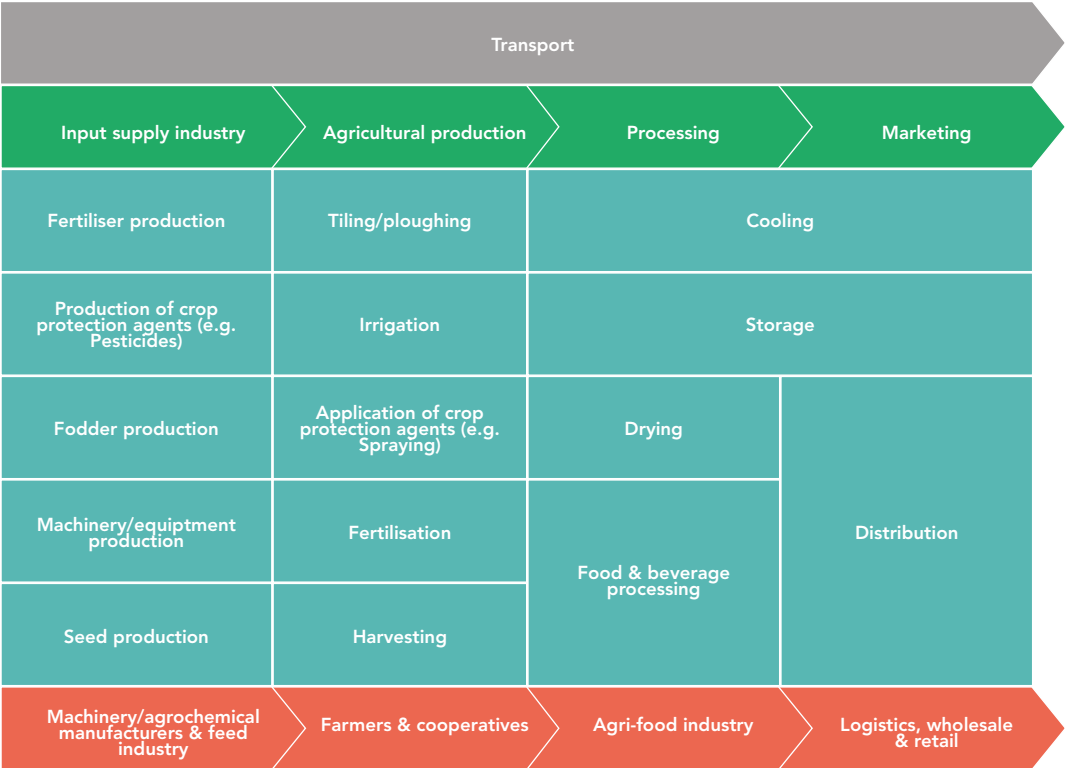 Transport
Input supply industry
Agricultural production
Processing
Marketing
Fertiliser production
Tiling/ploughing
Cooling
Production of crop
protection agents (e.g.
Pesticides)
Irrigation
Storage
Fodder production
Application of crop
protection agents (e.g.
Spraying)
Drying
Machinery/equiptment
production
Fertilisation
Distribution
Food & beverage
processing
Seed production
Harvesting
Machinery/agrochemical
manufacturers & feed
industry
Farmers & cooperatives
Agri-food industry
Logistics, wholesale
& retail